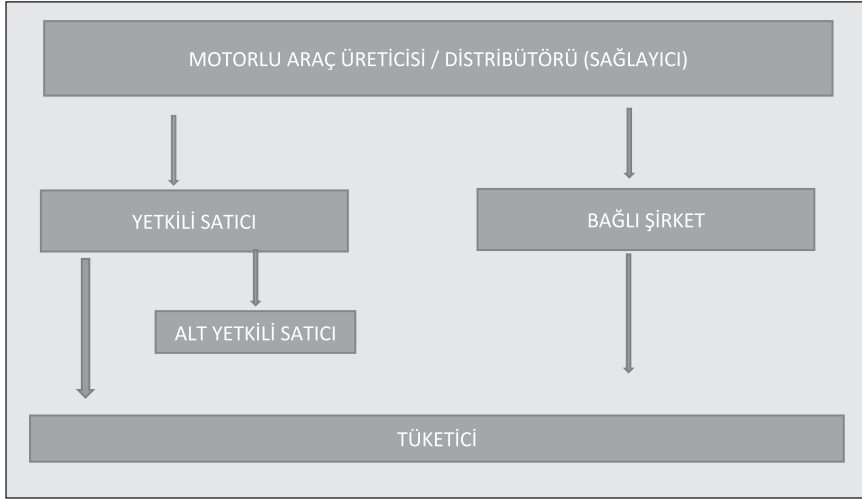 MOTORLU ARAÇ ÜRETİCİSİ / DİSTRİBÜTÖRÜ (SAĞLAYICI)
YETKİLİ SATICI
BAĞLI ŞİRKET
ALT YETKİLİ SATICI
TÜKETİCİ